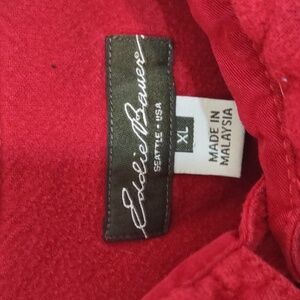 Eddie Bauer
SEATTLE • USA
XL
MADE IN
MALAYSIA